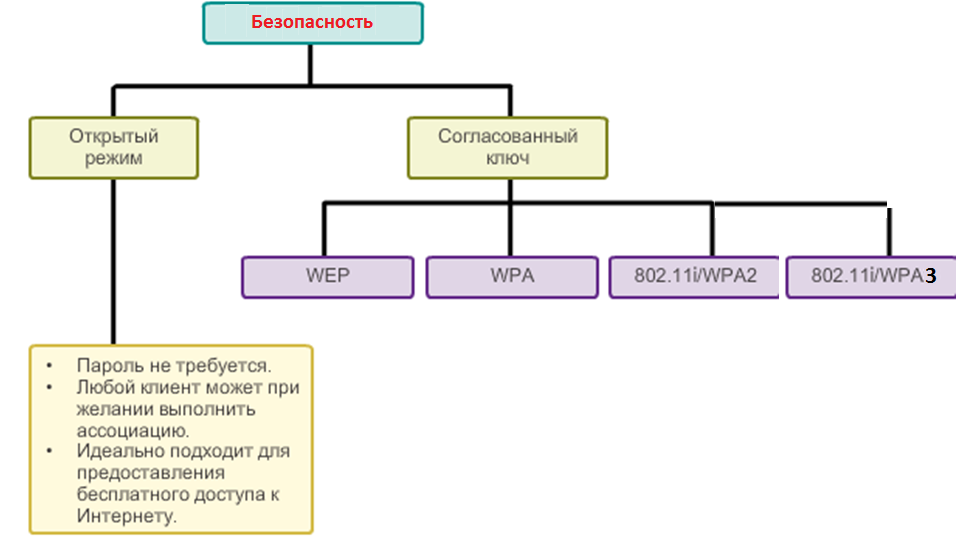 Безопасность
Открытый
режим
Согласованный
ключ
WEP
WPA
802.11i/WPA2
802.11i/WPA3
• Пароль не требуется.
• Любой клиент может при
желании выполнить
ассоциацию.
• Идеально подходит для
предоставления
бесплатного доступа к
Интернету.